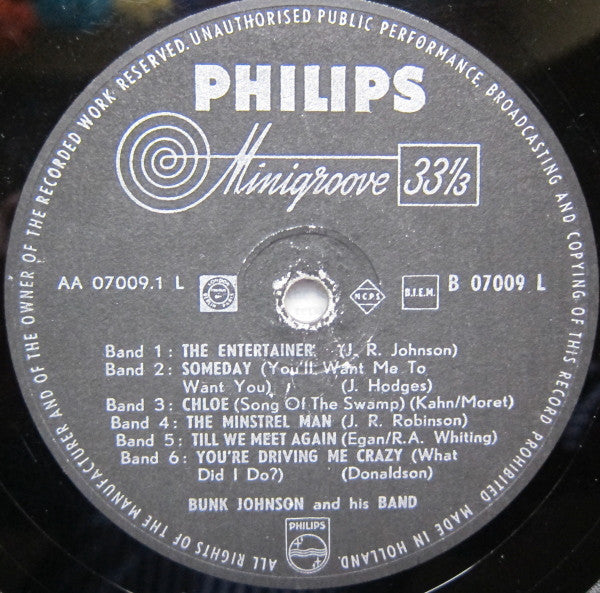 ALL RIGHTS OF THE MANUFACTURER AND OF THE OWNER OF THE RECORDED WORK RESERVED. UNAUTHORISED PUBLIC PERFORMANCE, BROADCASTING AND COPYING OF THIS RECORD PROHIBITED MADE IN HOLLAND.
PHILIPS
Minigroove 33⅓
AA 07009.1 L M.C.P.S B.I.E.M. B 07009 L
Band 1: THE ENTERTAINER (J. R. Johnson)
Band 2: SOMEDAY (You'll Want Me To
Want You) (J. Hodges)
Band 3: CHLOE (Song Of The Swamp) (Kahn/Moret)
Band 4: THE MINSTREL MAN (J. R. Robinson)
Band 5: TILL WE MEET AGAIN (Egan/R.A. Whiting)
Band 6: YOU'RE DRIVING ME CRAZY (What
Did I Do?) (Donaldson)
BUNK JOHNSON and his BAND
PHILIPS